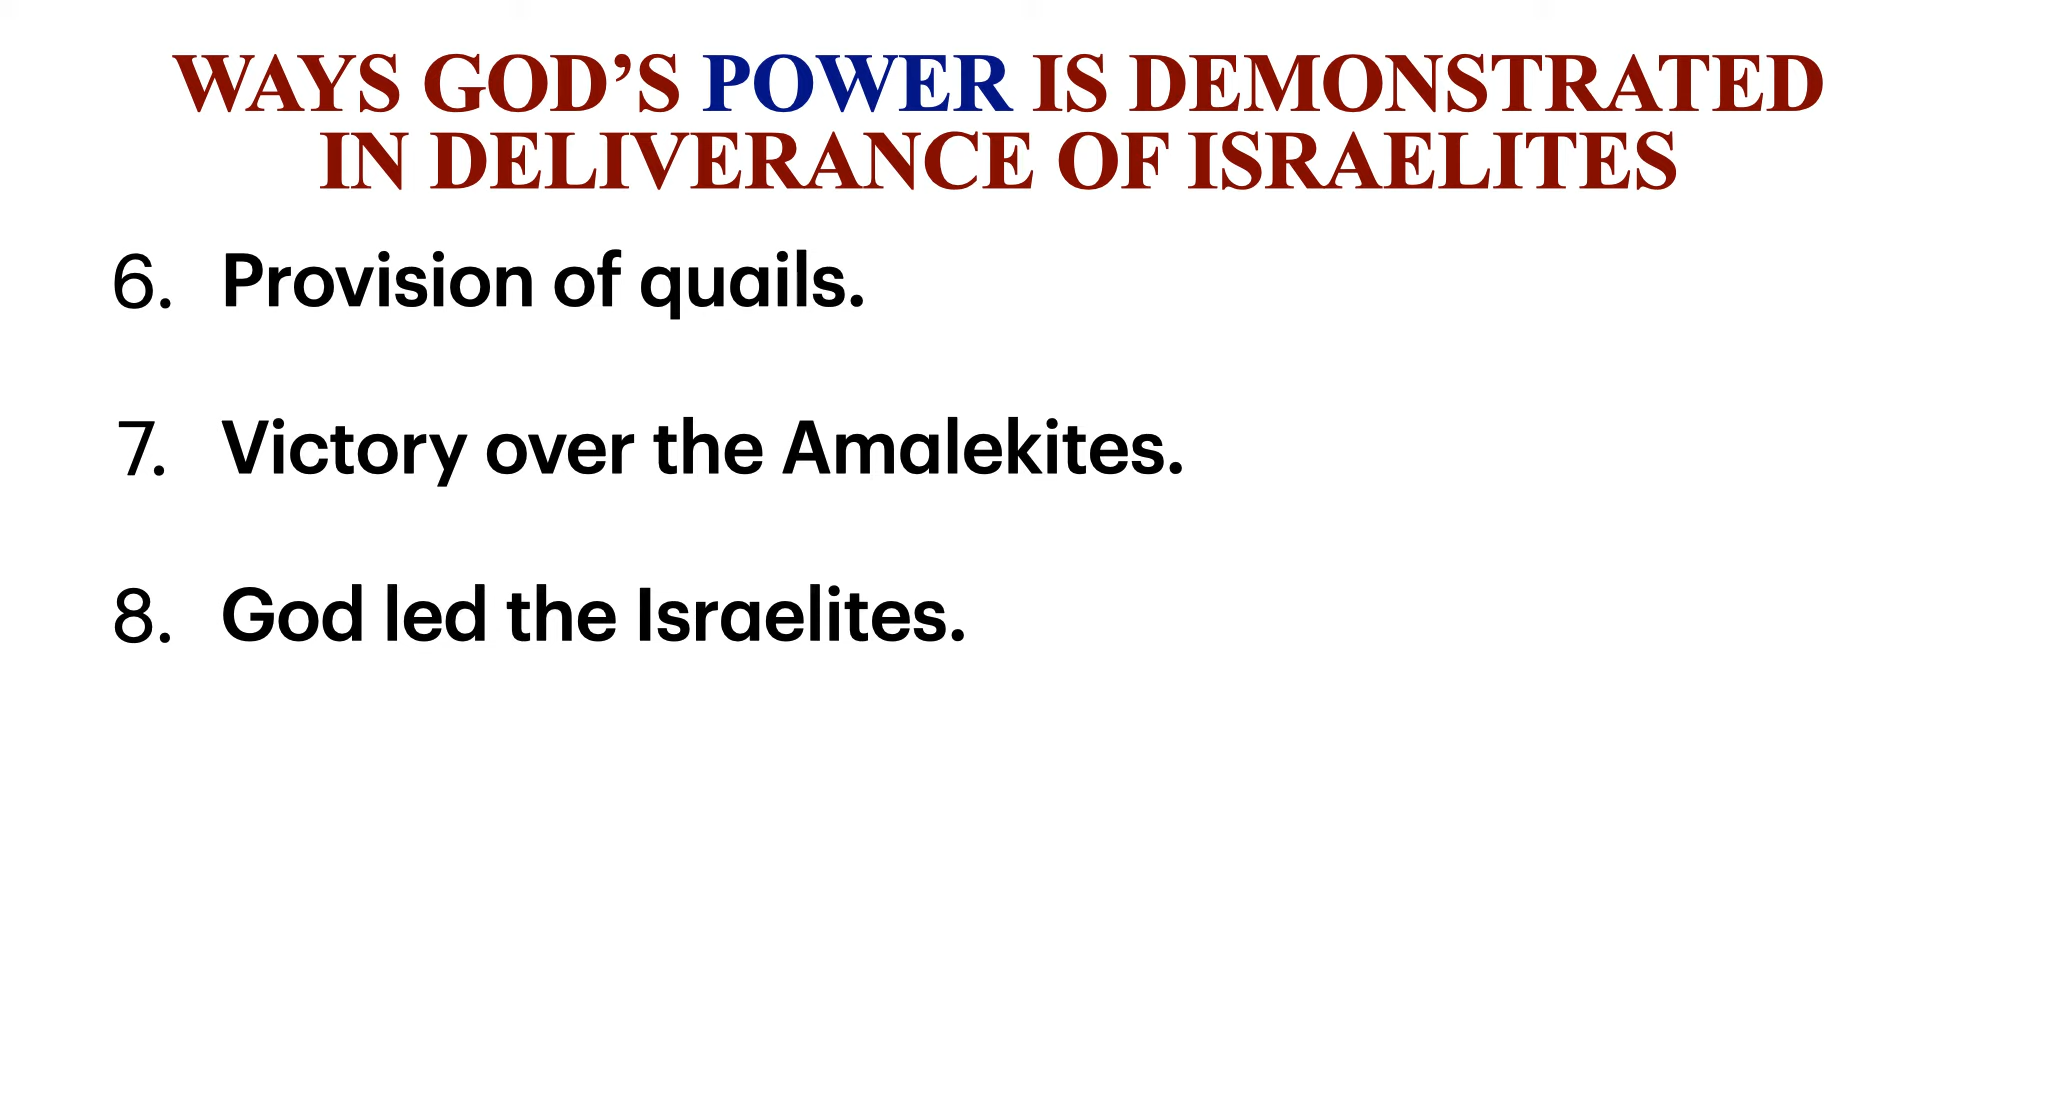 WAYS GOD’S POWER IS DEMONSTRATED
IN DELIVERANCE OF ISRAELITES
6. Provision of quails.
7. Victory over the Amalekites.
8. God led the Israelites.